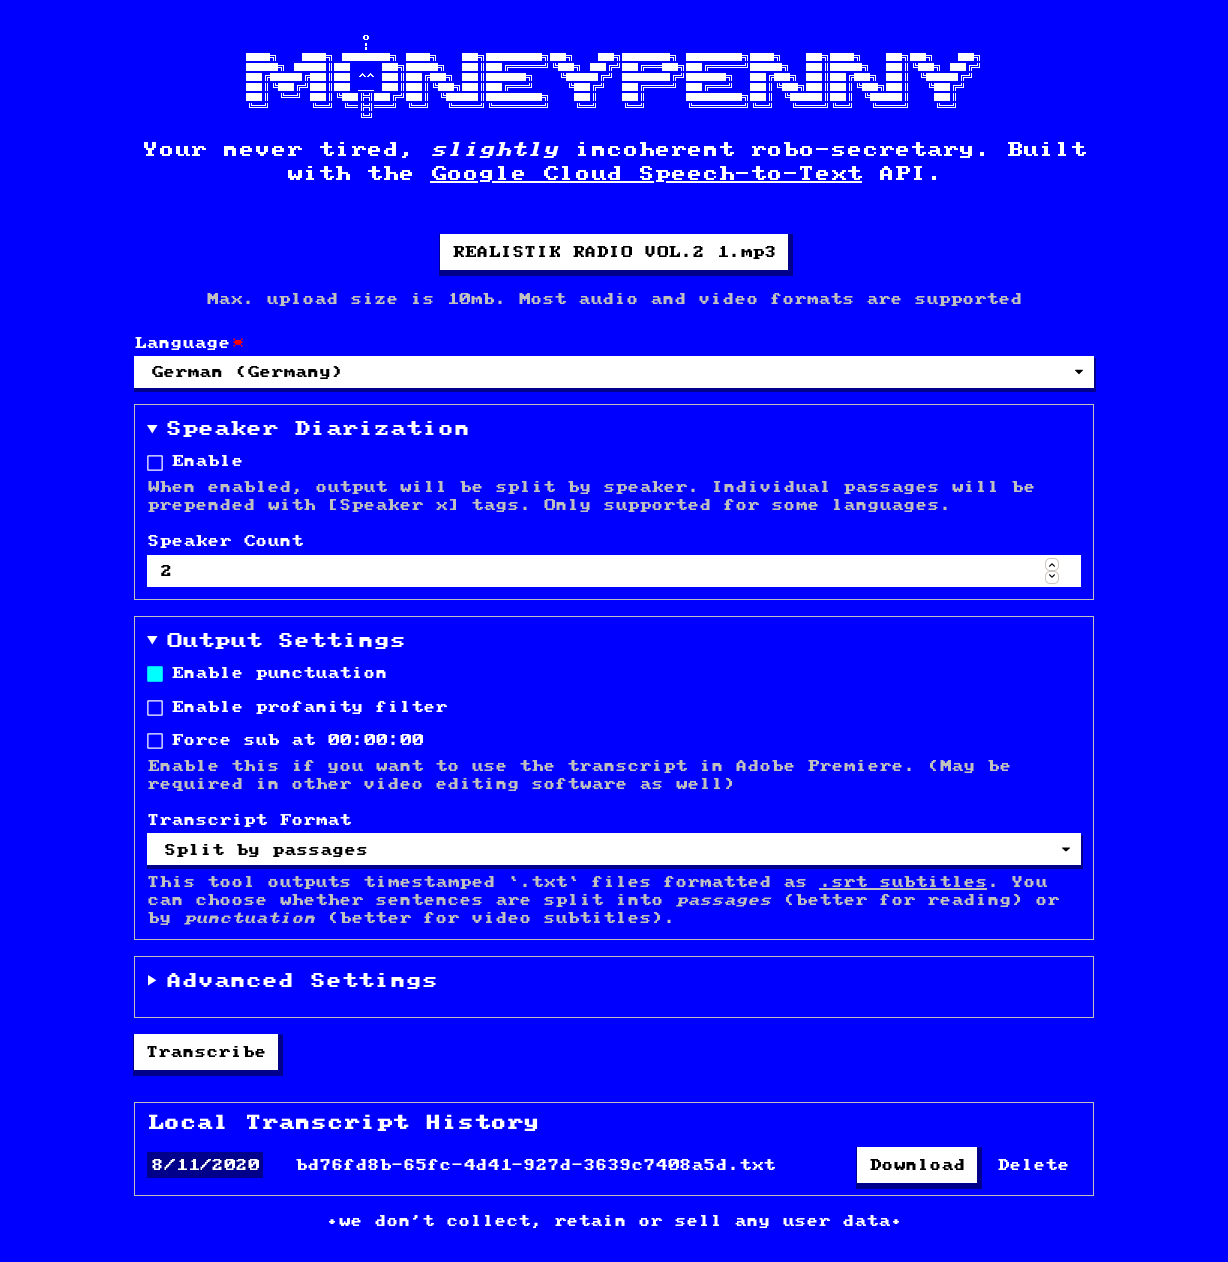 MONEYPENNY
Your never tired, slightly incoherent robo-secretary. Built
with the Google Cloud Speech-to-Text API.
REALISTIK RADIO VOL.2 1.mp3
Max. upload size is 10mb. Most audio and video formats are supported
Language*
German (Germany)
Speaker Diarization
Enable
When enabled, output will be split by speaker. Individual passages will be
prepended with [Speaker x] tags. Only supported for some languages.
Speaker Count
2
Output Settings
Enable punctuation
Enable profanity filter
Force sub at 00:00:00
Enable this if you want to use the transcript in Adobe Premiere. (May be
required in other video editing software as well)
Transcript Format
Split by passages
This tool outputs timestamped `.txt` files formatted as .srt subtitles. You
can choose whether sentences are split into passages (better for reading) or
by punctuation (better for video subtitles).
Advanced Settings
Transcribe
Local Transcript History
8/11/2020 bd76fd8b-65fc-4d41-927d-3639c7408a5d.txt Download Delete
•we don't collect, retain or sell any user data•